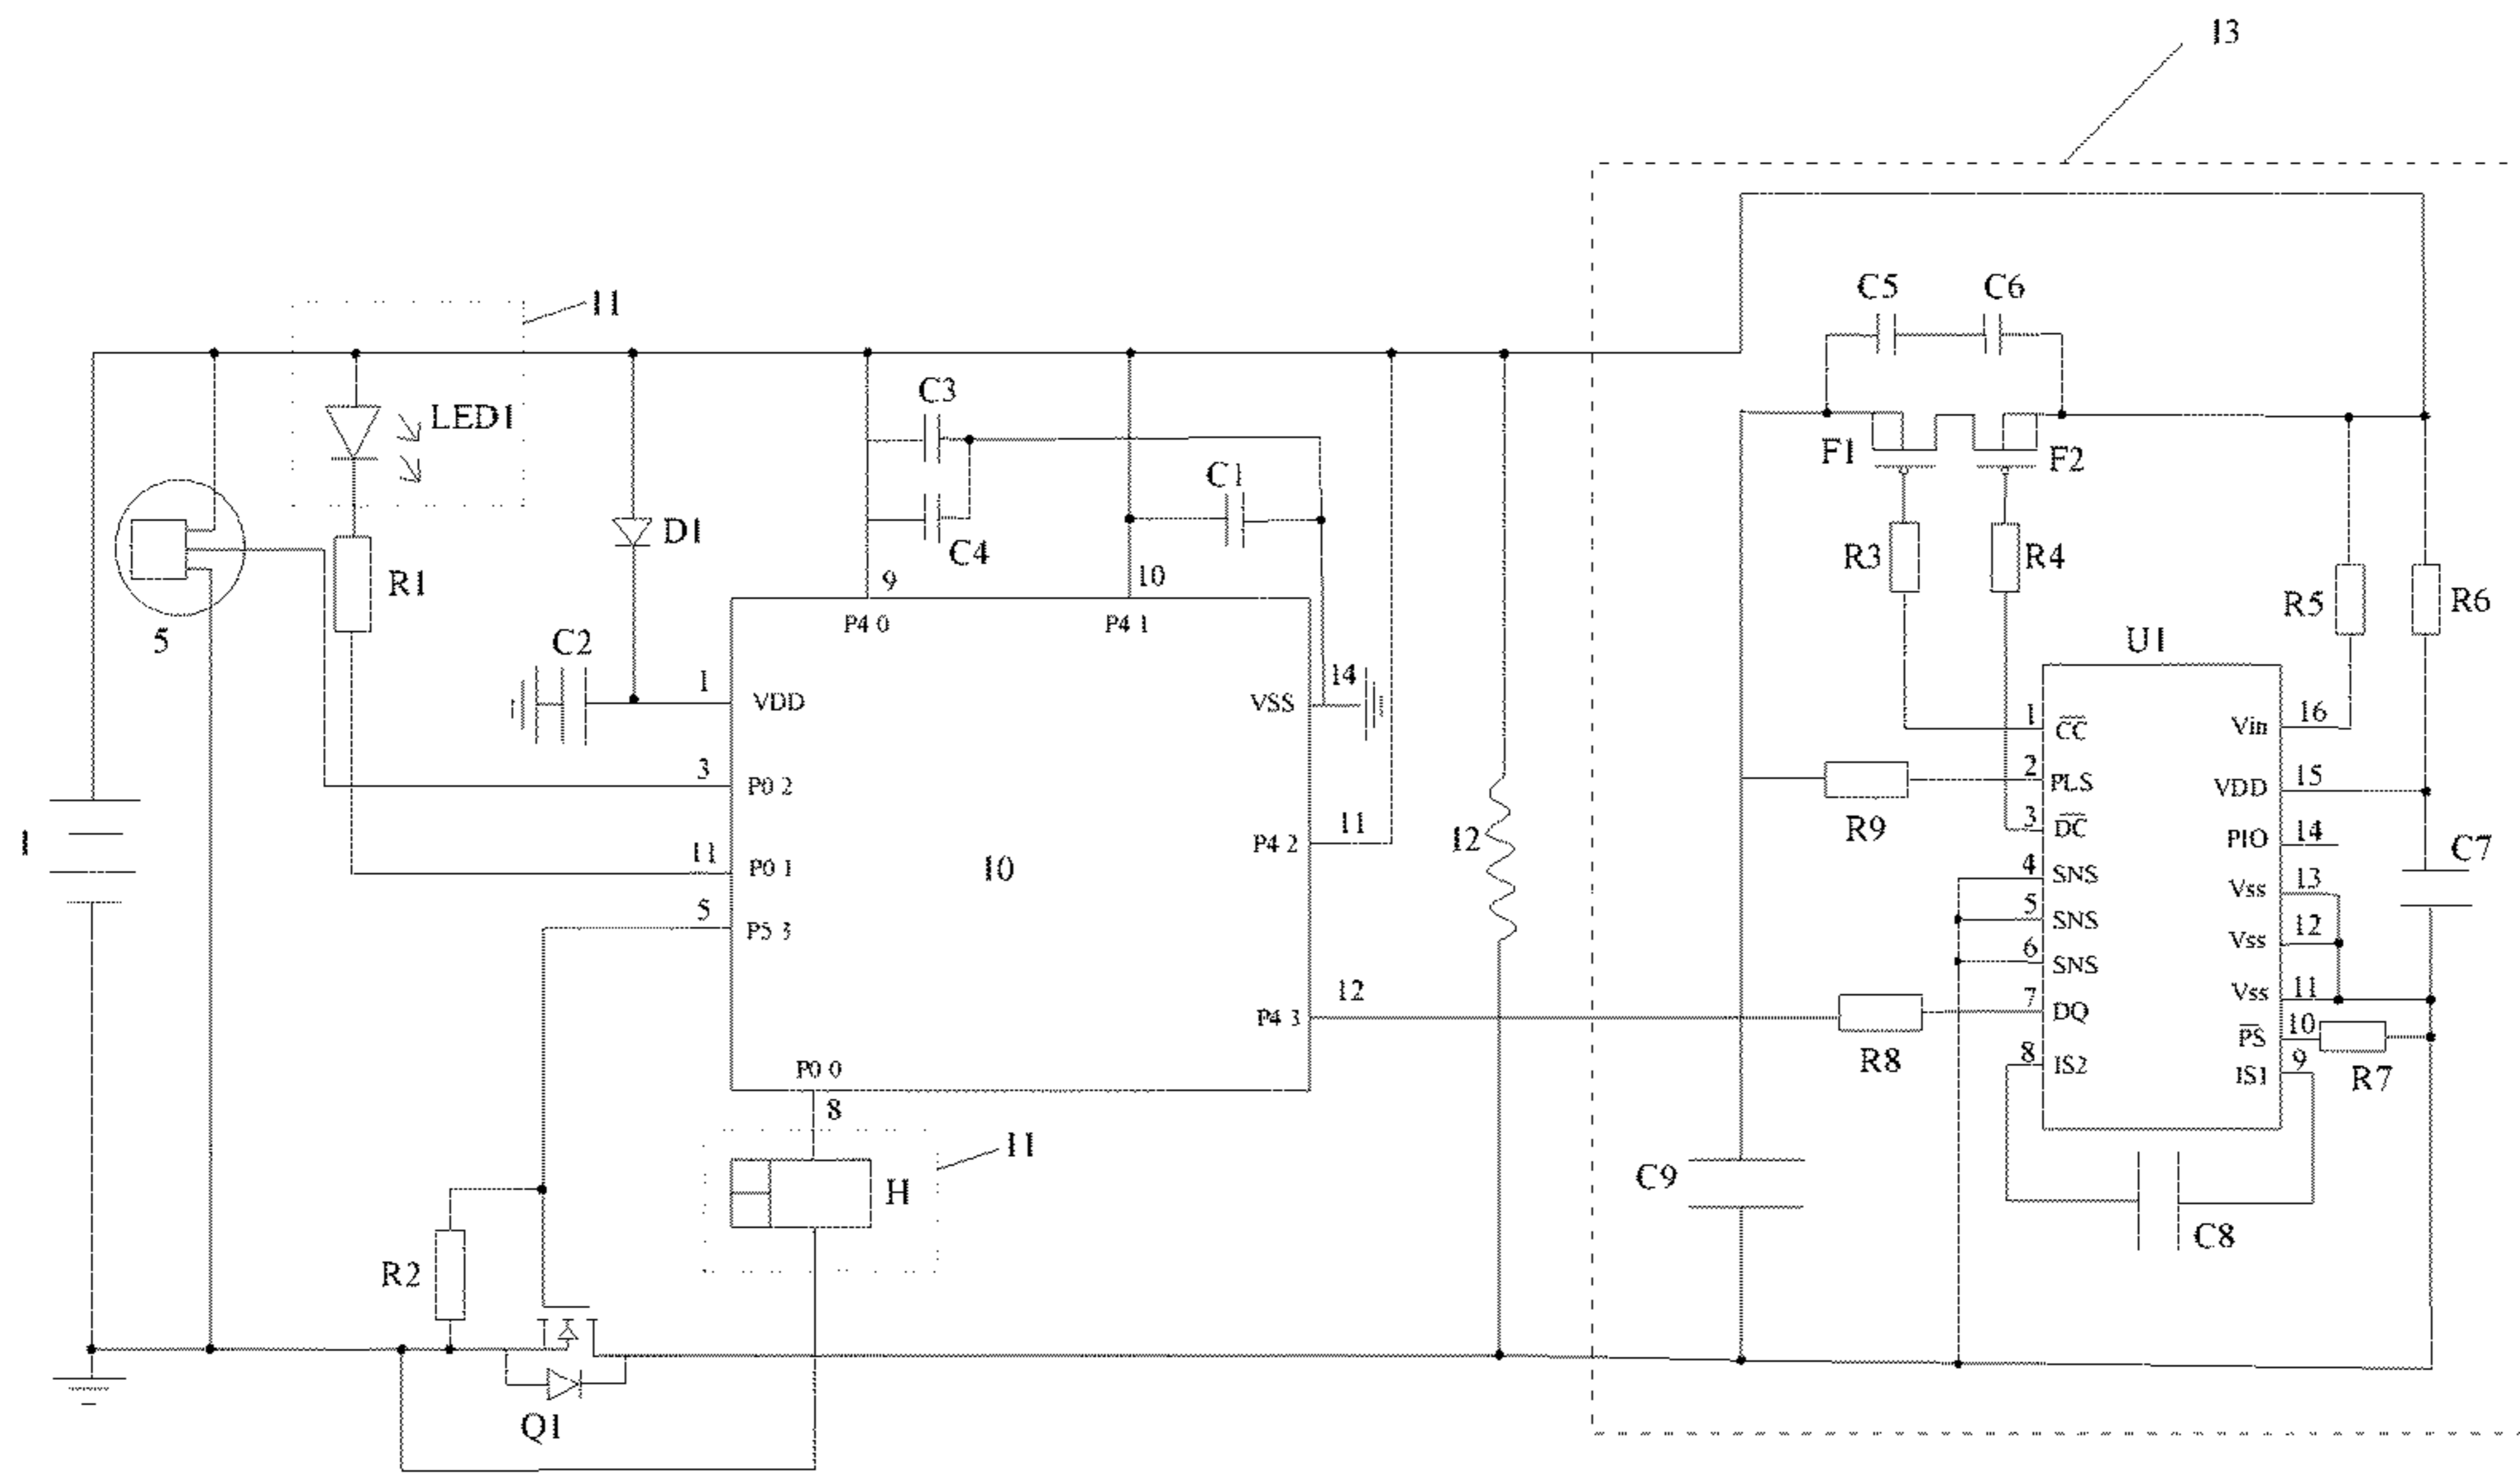 13
11
C5 C6
LED1
C3
F1 F2
C1
D1
C4
R3 R4
5
R1
9 10
P4 0 P4 1
R5 R6
C2
U1
1 VDD
VSS 14
1 CC
Vin 16
3 P0 2
2 PLS
VDD 15
R9
3 DC
PIO 14
1
11 P0 1
10
P4 2 11
12
C7
4 SNS
Vss 13
5 P5 3
5 SNS
Vss 12
6 SNS
Vss 11
P4 3 12
7 DQ
PS 10
R8
8 IS2
IS1 9
R7
P0 0
8
11
H
C9
C8
R2
Q1